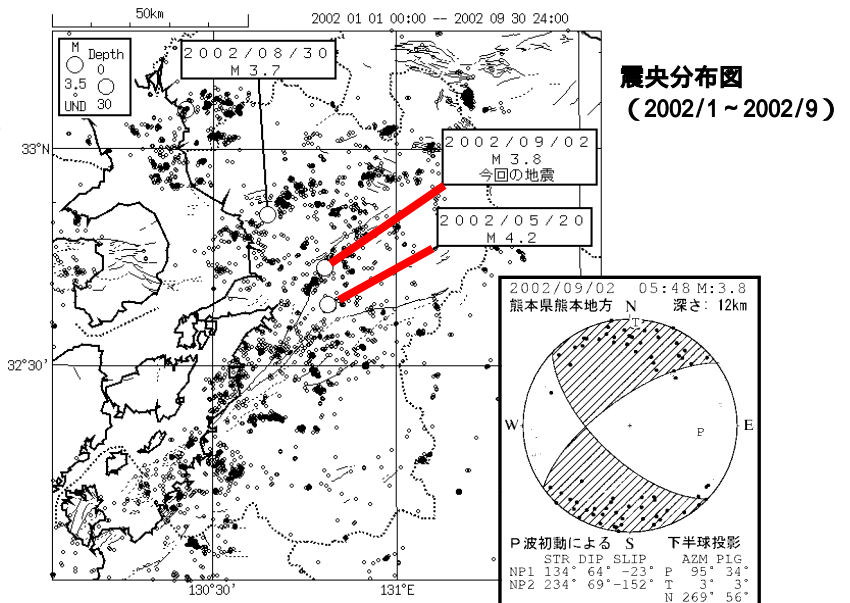 50km
2002 01 01 00:00 -- 2002 09 30 24:00
M
Depth
0
3.5
UND 30
2002/08/30
M 3.7
震央分布図
（2002/1～2002/9）
33°N
2002/09/02
M 3.8
今回の地震
2002/05/20
M 4.2
32°30'
130°30'
131°E
2002/09/02 05:48 M:3.8
熊本県熊本地方 N 深さ: 12km
T
W
P
E
P波初動による S 下半球投影
STR DIP SLIP AZM PLG
NP1 134° 64° -23° P 95° 34°
NP2 234° 69° -152° T 3° 3°
N 269° 56°